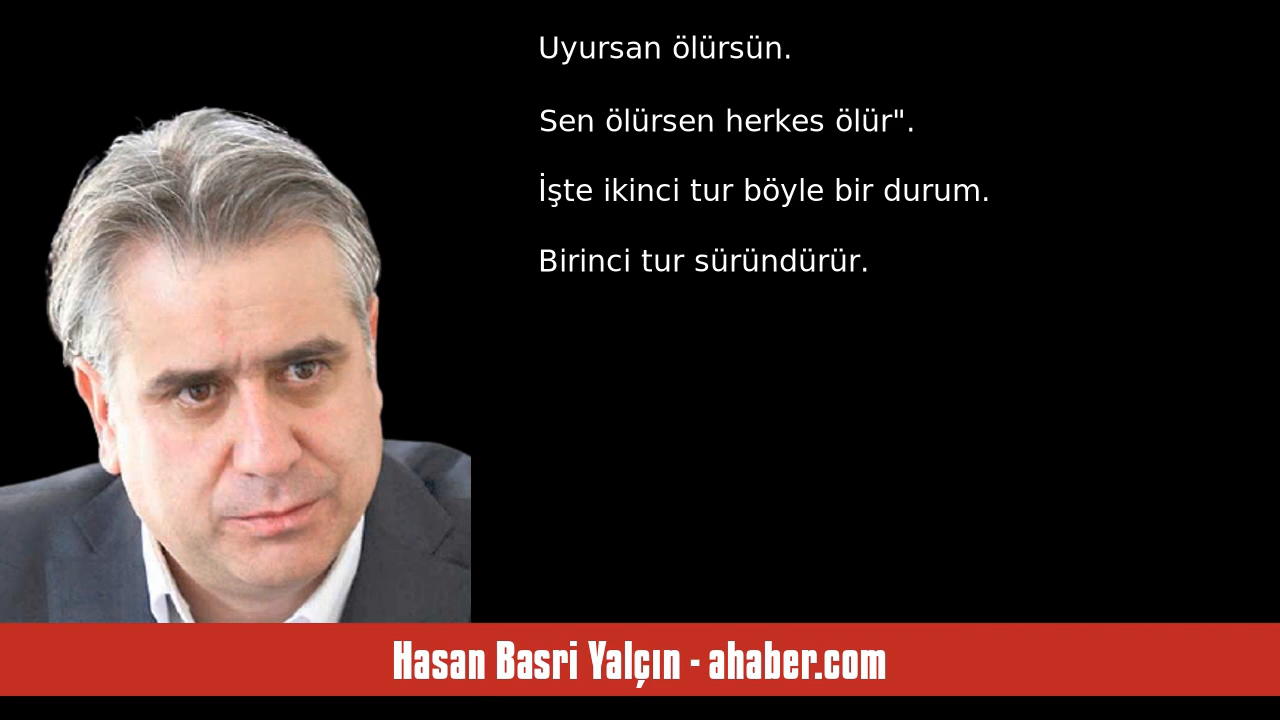 Uyursan ölürsün.
Sen ölürsen herkes ölür".
İşte ikinci tur böyle bir durum.
Birinci tur süründürür.
Hasan Basri Yalçın - ahaber.com